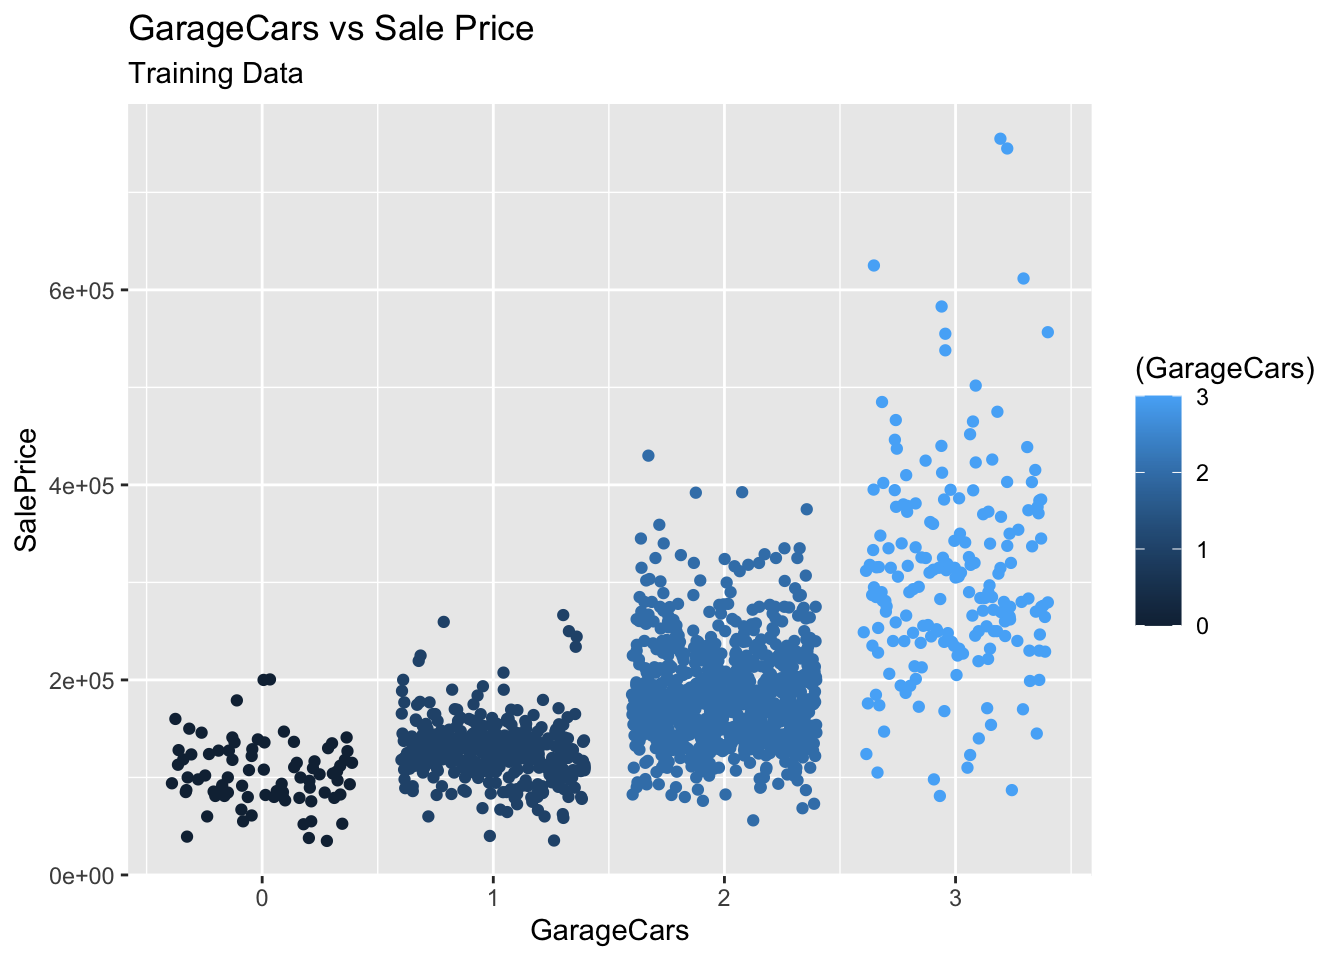 GarageCars vs Sale Price
Training Data
SalePrice
6e+05
4e+05
2e+05
0e+00
0 1 2 3
GarageCars
(GarageCars)
3
2
1
0